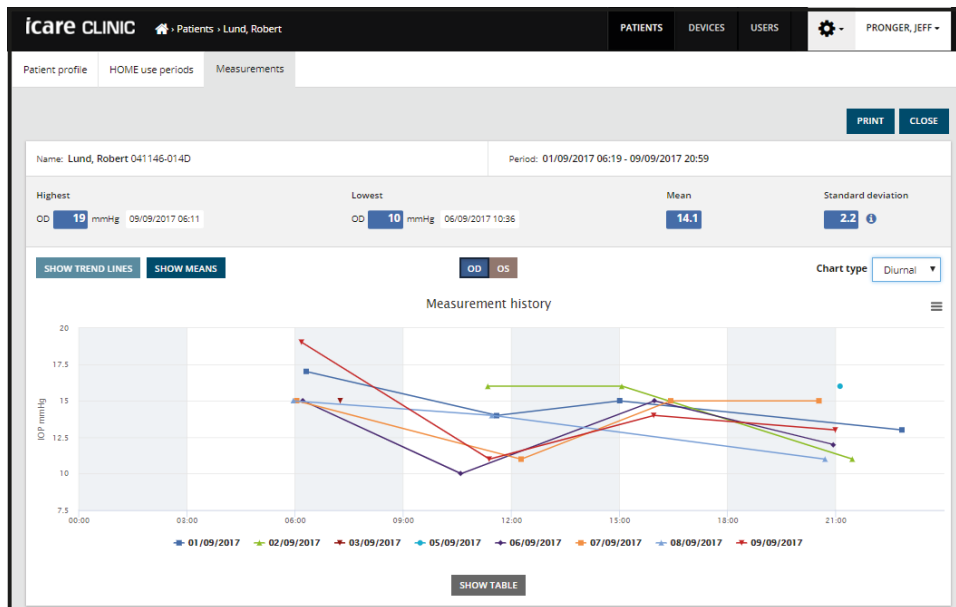 icare CLINIC › Patients › Lund, Robert PATIENTS DEVICES USERS PRONGER, JEFF
Patient profile HOME use periods Measurements
PRINT CLOSE
Name: Lund, Robert 041146-014D Period: 01/09/2017 06:19 - 09/09/2017 20:59
Highest Lowest Mean Standard deviation
OD 19 mmHg 09/09/2017 06:11 OD 10 mmHg 06/09/2017 10:36 14.1 2.2
SHOW TREND LINES SHOW MEANS OD OS Chart type Diurnal
Measurement history
20
17.5
15
12.5
10
7.5
IOP mmHg
00:00 03:00 06:00 09:00 12:00 15:00 18:00 21:00
01/09/2017 02/09/2017 03/09/2017 05/09/2017 06/09/2017 07/09/2017 08/09/2017 09/09/2017
SHOW TABLE